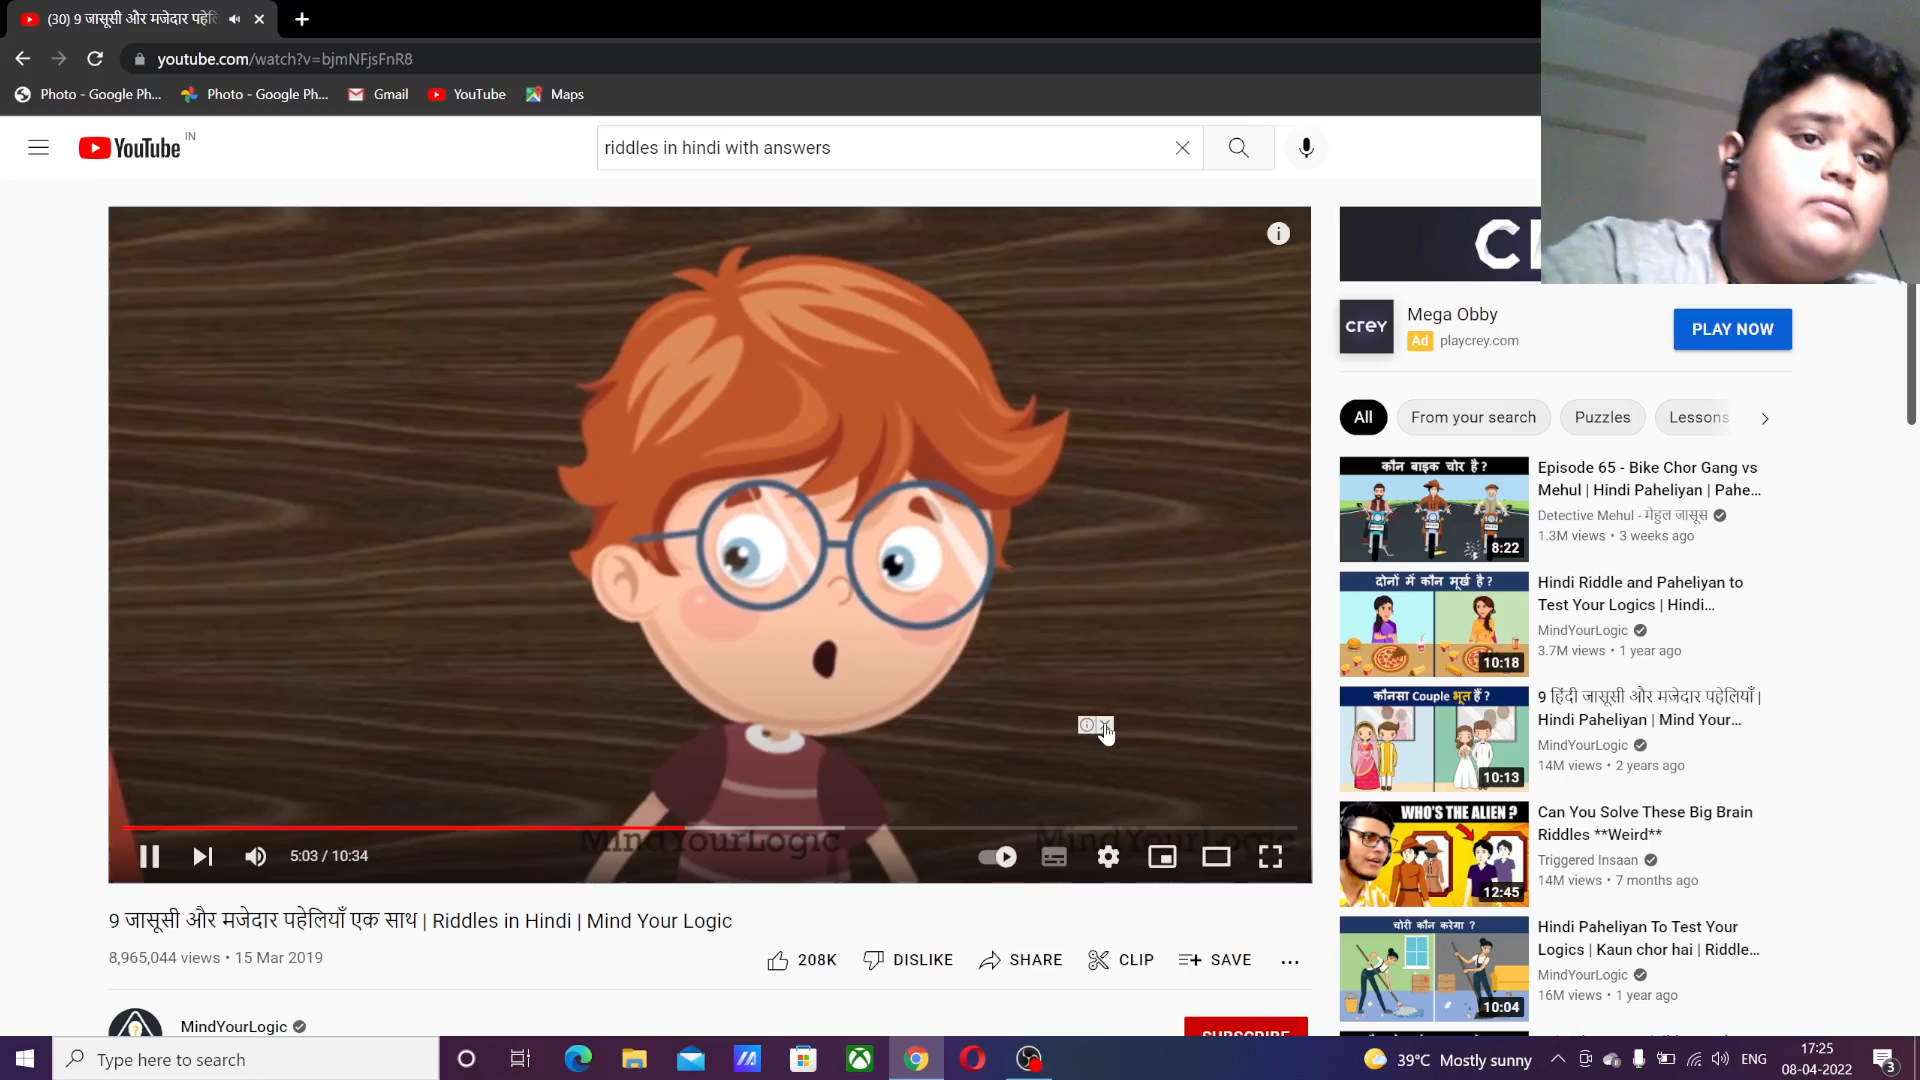 (30) 9 जासूसी और मजेदार पहेलि
youtube.com/watch?v=bjmNFjsFnR8
Photo - Google Ph...
Photo - Google Ph...
Gmail
YouTube
Maps
YouTube
IN
riddles in hindi with answers
Mega Obby
crey
Ad playcrey.com
PLAY NOW
All
From your search
Puzzles
Lessons
कौन बाइक चोर है?
8:22
Episode 65 - Bike Chor Gang vs
Mehul | Hindi Paheliyan | Pahe...
Detective Mehul - मेहुल जासूस
1.3M views • 3 weeks ago
दोनों में कौन मूर्ख है?
10:18
Hindi Riddle and Paheliyan to
Test Your Logics | Hindi...
MindYourLogic
3.7M views • 1 year ago
कौनसा Couple भूत हैं?
10:13
9 हिंदी जासूसी और मजेदार पहेलियाँ |
Hindi Paheliyan | Mind Your...
MindYourLogic
14M views • 2 years ago
WHO'S THE ALIEN?
12:45
Can You Solve These Big Brain
Riddles **Weird**
Triggered Insaan
14M views • 7 months ago
चोरी कौन करेगा ?
10:04
Hindi Paheliyan To Test Your
Logics | Kaun chor hai | Riddle...
MindYourLogic
16M views • 1 year ago
MindYourLogic
MindYourLogic
5:03 / 10:34
9 जासूसी और मजेदार पहेलियाँ एक साथ | Riddles in Hindi | Mind Your Logic
8,965,044 views • 15 Mar 2019
208K
DISLIKE
SHARE
CLIP
SAVE
MindYourLogic
SUBSCRIBE
Type here to search
39°C Mostly sunny
ENG
17:25
08-04-2022
3